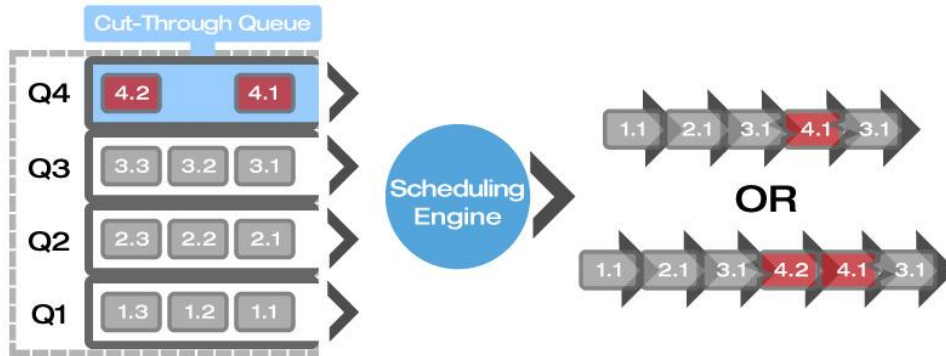 Cut-Through Queue
Q4 4.2 4.1
Q3 3.3 3.2 3.1
Q2 2.3 2.2 2.1
Q1 1.3 1.2 1.1
Scheduling
Engine
1.1 2.1 3.1 4.1 3.1
OR
1.1 2.1 3.1 4.2 4.1 3.1